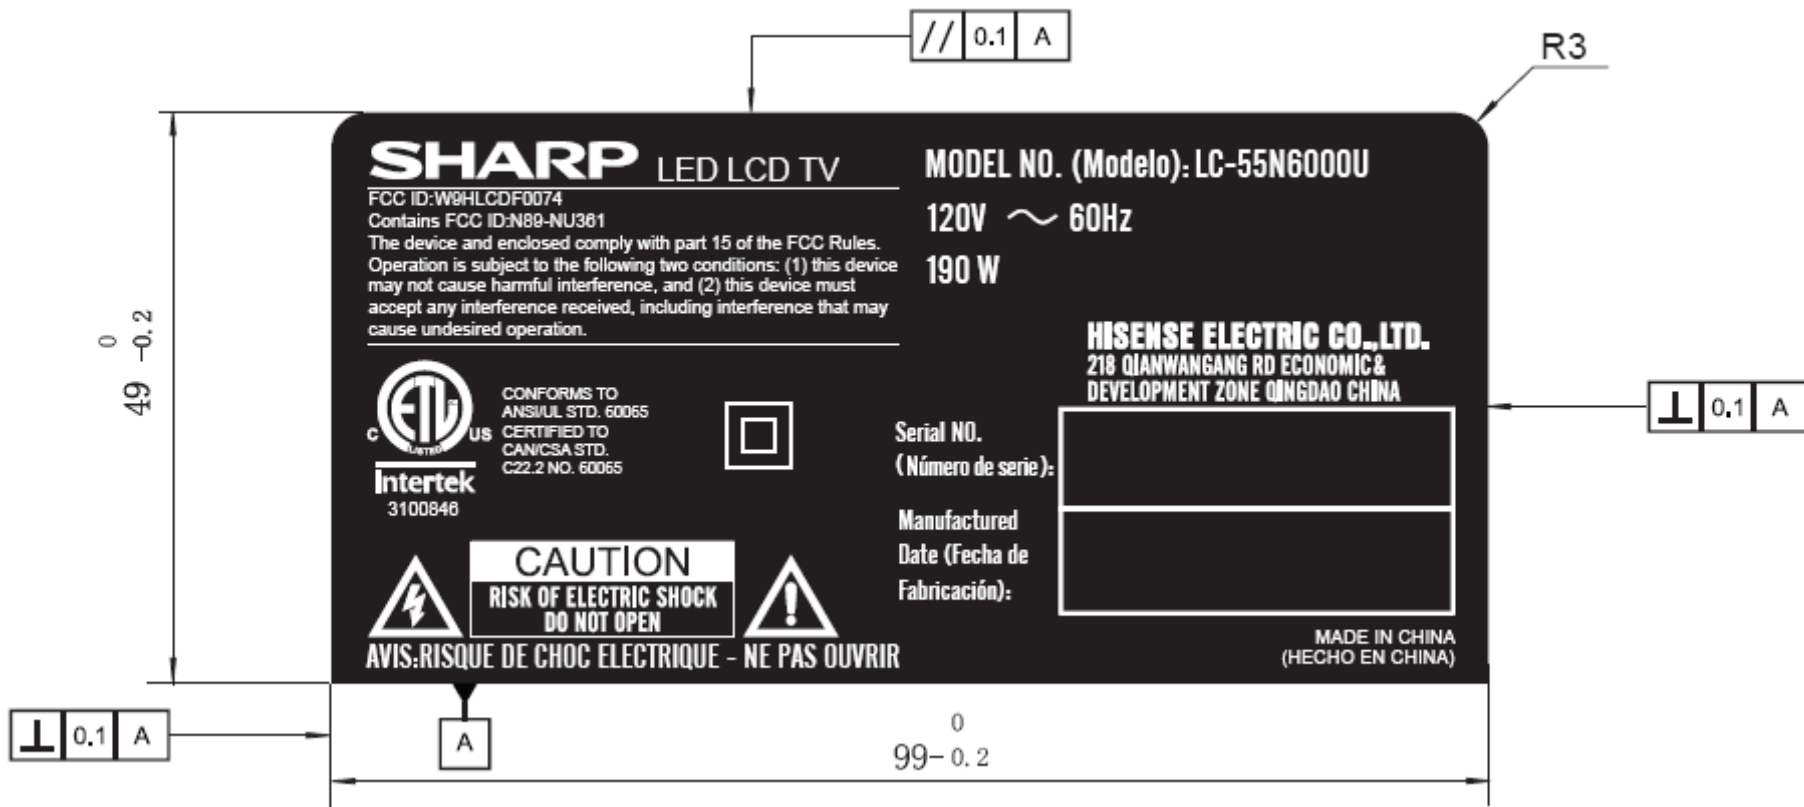 // 0.1 A
R3
SHARP LED LCD TV
FCC ID:W9HLCDF0074
Contains FCC ID:N89-NU361
The device and enclosed comply with part 15 of the FCC Rules.
Operation is subject to the following two conditions: (1) this device
may not cause harmful interference, and (2) this device must
accept any interference received, including interference that may
cause undesired operation.
MODEL NO. (Modelo): LC-55N6000U
120V ~ 60Hz
190 W
HISENSE ELECTRIC CO.,LTD.
218 QIANWANGANG RD ECONOMIC&
DEVELOPMENT ZONE QINGDAO CHINA
0
49 -0.2
ETL
LISTED
C US
Intertek
3100846
CONFORMS TO
ANSI/UL STD. 60065
CERTIFIED TO
CAN/CSA STD.
C22.2 NO. 60065
Serial NO.
(Número de serie):
Manufactured
Date (Fecha de
Fabricación):
⊥ 0.1 A
CAUTION
RISK OF ELECTRIC SHOCK
DO NOT OPEN
AVIS:RISQUE DE CHOC ELECTRIQUE - NE PAS OUVRIR
MADE IN CHINA
(HECHO EN CHINA)
⊥ 0.1 A
A
0
99-0.2